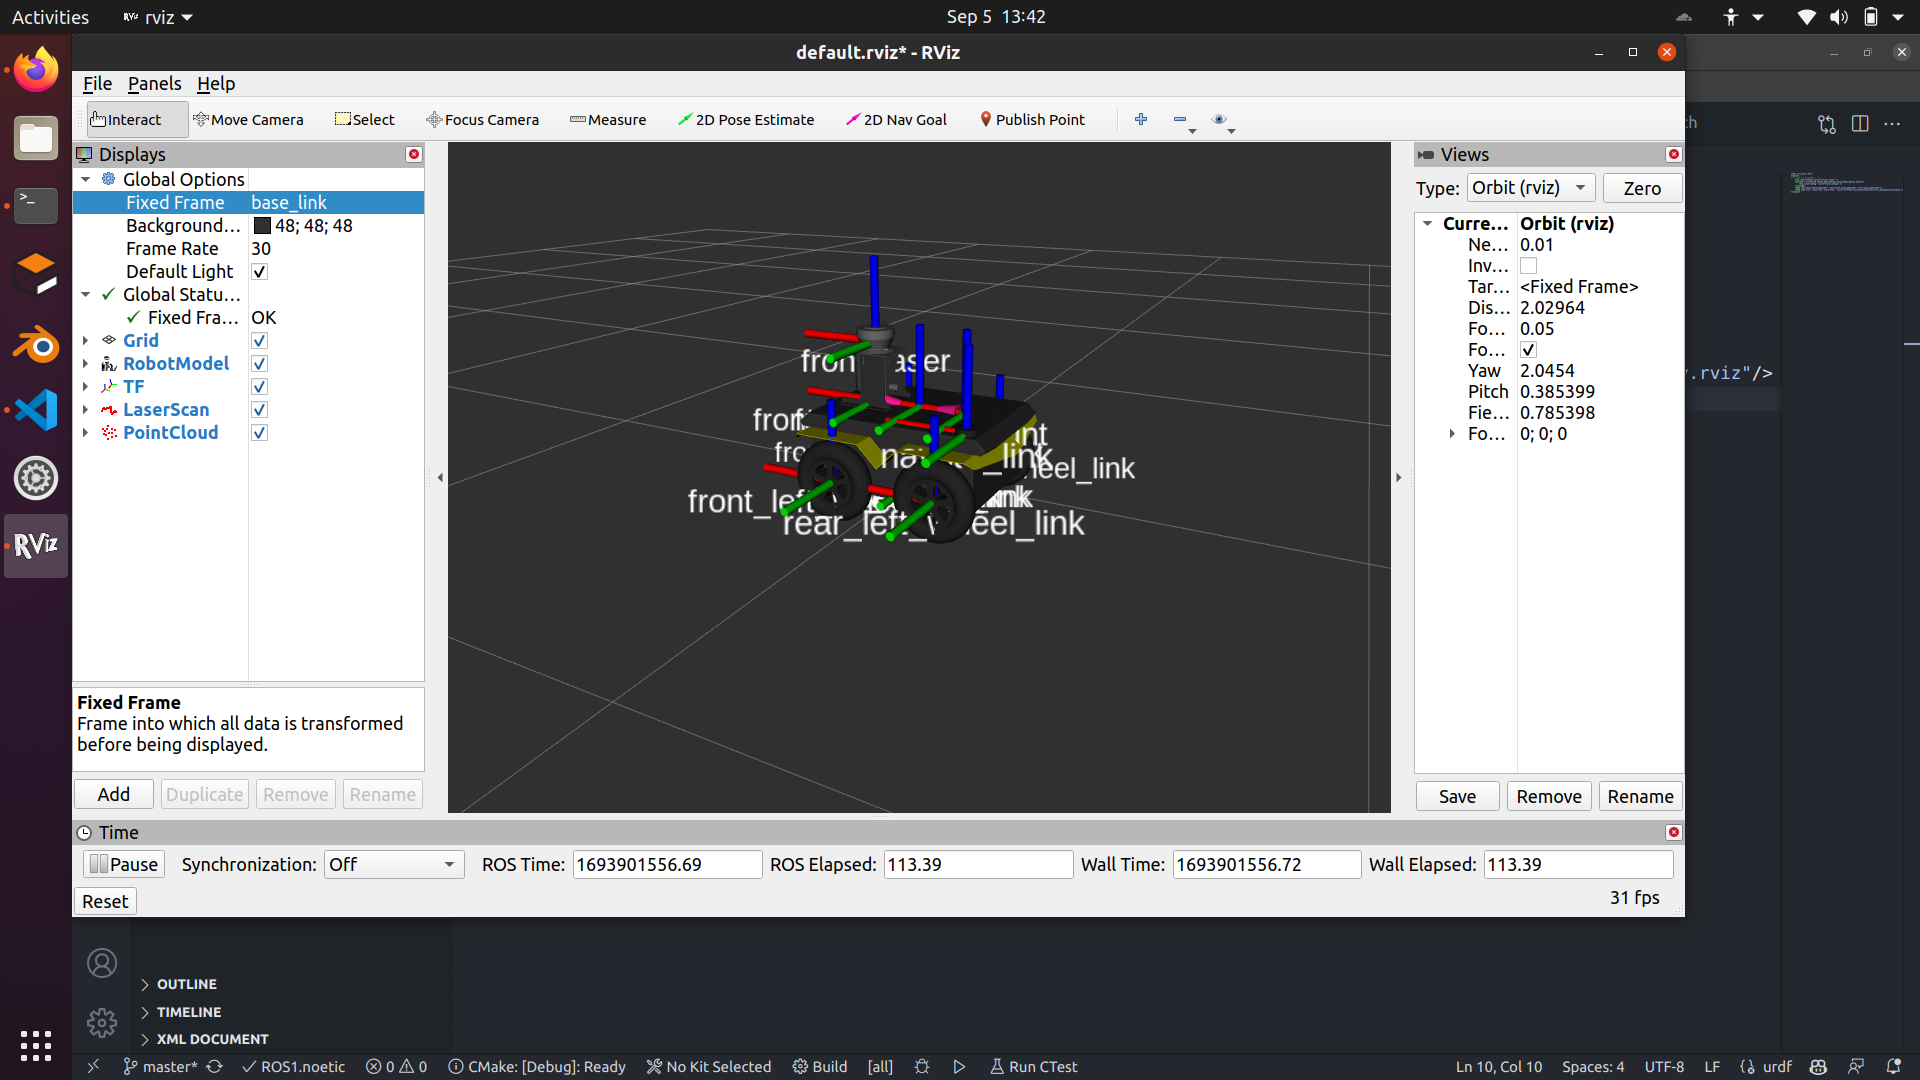 Activities
rviz
Sep 5 13:42
default.rviz* - RViz
File Panels Help
Interact Move Camera Select Focus Camera Measure 2D Pose Estimate 2D Nav Goal Publish Point
Displays
Global Options
Fixed Frame base_link
Background... 48; 48; 48
Frame Rate 30
Default Light
Global Statu...
Fixed Fra... OK
Grid
RobotModel
TF
LaserScan
PointCloud
Fixed Frame
Frame into which all data is transformed
before being displayed.
Add Duplicate Remove Rename
rear_left_wheel_link
Views
Type: Orbit (rviz) Zero
Curre... Orbit (rviz)
Ne... 0.01
Inv...
Tar... <Fixed Frame>
Dis... 2.02964
Fo... 0.05
Fo...
Yaw 2.0454
Pitch 0.385399
Fie... 0.785398
Fo... 0; 0; 0
Save Remove Rename
.rviz"/>
Time
Pause Synchronization: Off ROS Time: 1693901556.69 ROS Elapsed: 113.39 Wall Time: 1693901556.72 Wall Elapsed: 113.39
Reset
31 fps
RViz
OUTLINE
TIMELINE
XML DOCUMENT
master* ROS1.noetic 0 0 CMake: [Debug]: Ready No Kit Selected Build [all] Run CTest Ln 10, Col 10 Spaces: 4 UTF-8 LF urdf